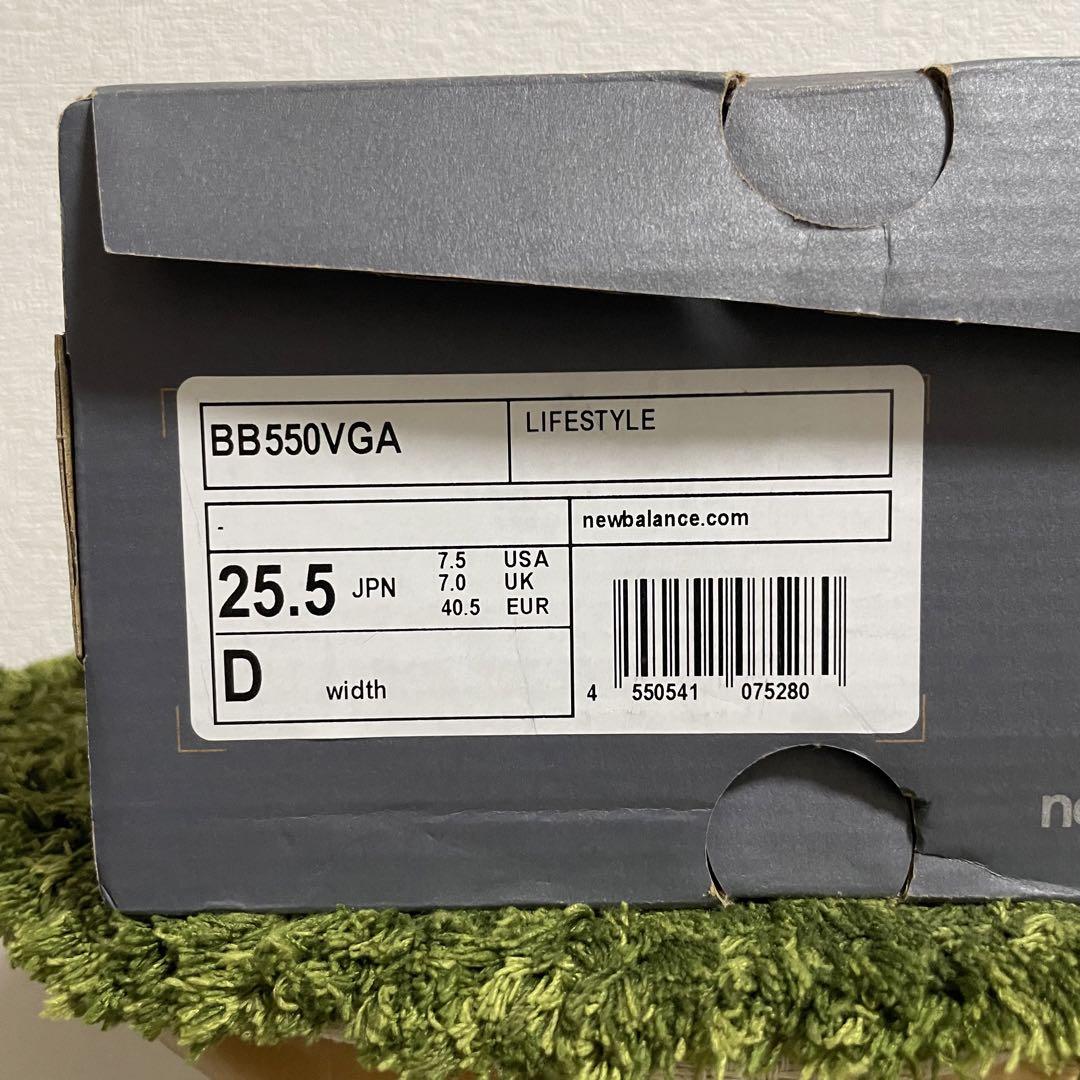 BB550VGA
LIFESTYLE
-
newbalance.com
25.5 JPN
7.5 USA
7.0 UK
40.5 EUR
D width
4 550541 075280